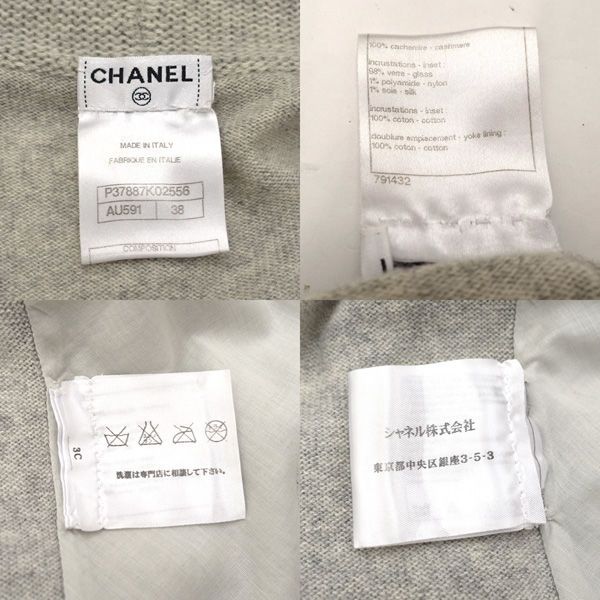 CHANEL
MADE IN ITALY
FABRIQUE EN ITALIE
P37887K02556
AU591 38
COMPOSITION
100% cachemire - cashmere
incrustations - inset :
98% verre - glass
1% polyamide - nylon
1% soie - silk
incrustations - inset :
100% coton - cotton
doublure empiecement - yoke lining :
100% coton - cotton
791432
3C
洗濯は専門店に相談して下さい。
シャネル株式会社
東京都中央区銀座3-5-3